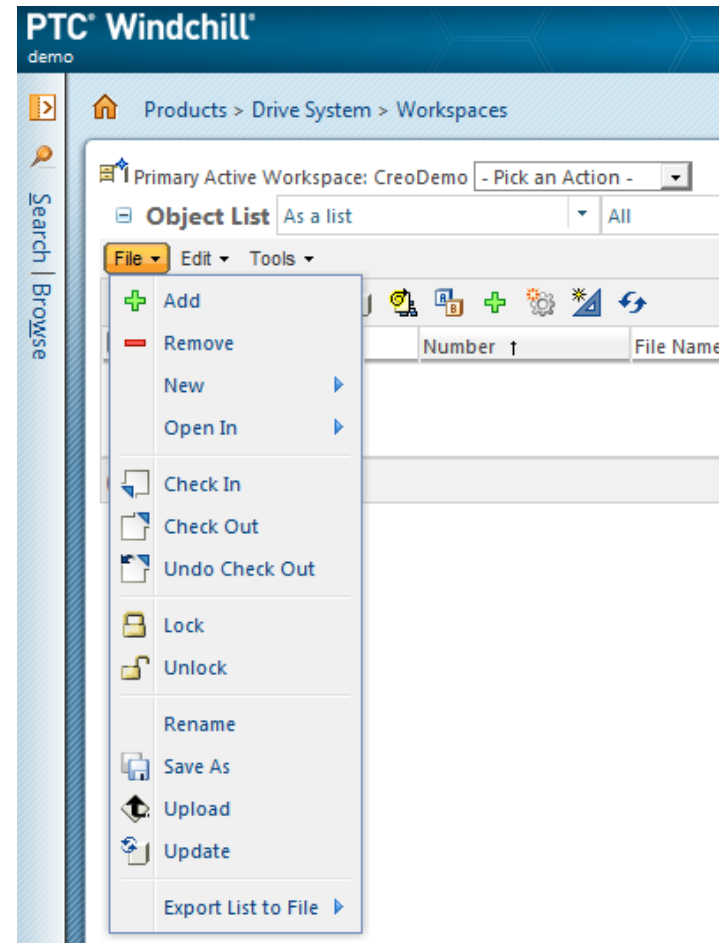 PTC® Windchill®
demo
Products > Drive System > Workspaces
Search | Browse
Primary Active Workspace: CreoDemo - Pick an Action -
Object List As a list All
File Edit Tools
Number File Name
Add
Remove
New
Open In
Check In
Check Out
Undo Check Out
Lock
Unlock
Rename
Save As
Upload
Update
Export List to File